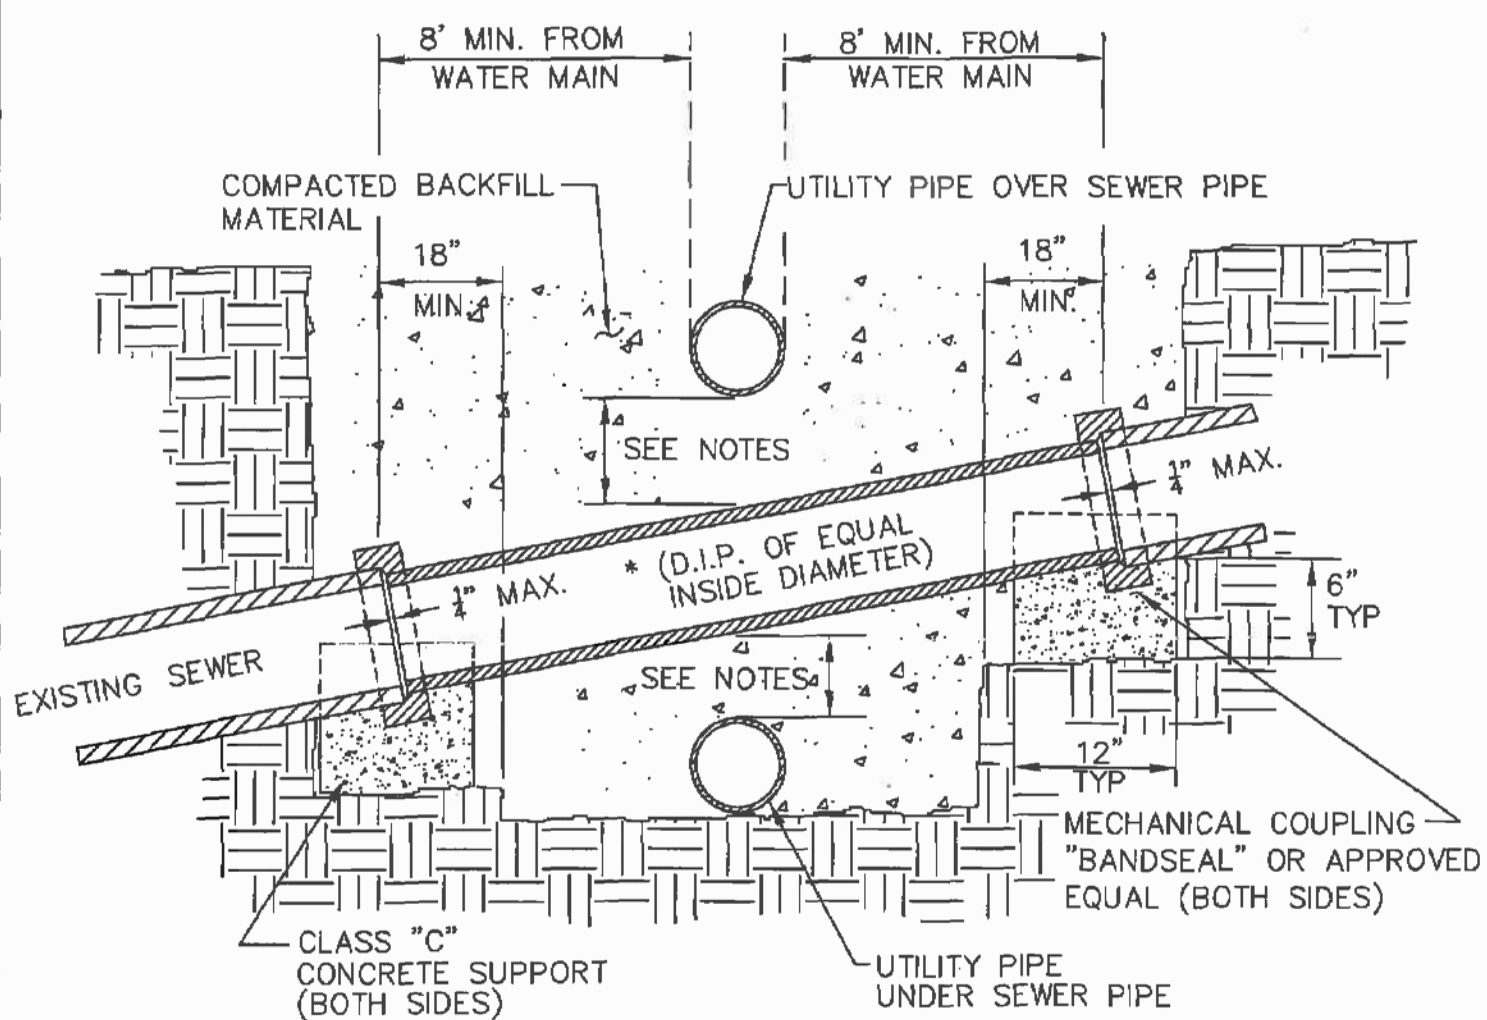 8' MIN. FROM
WATER MAIN
8' MIN. FROM
WATER MAIN
COMPACTED BACKFILL
MATERIAL
UTILITY PIPE OVER SEWER PIPE
18"
MIN.
18"
MIN.
SEE NOTES
1/4" MAX.
* (D.I.P. OF EQUAL
INSIDE DIAMETER)
1/4" MAX.
6"
TYP
EXISTING SEWER
SEE NOTES
12"
TYP
MECHANICAL COUPLING
"BANDSEAL" OR APPROVED
EQUAL (BOTH SIDES)
CLASS "C"
CONCRETE SUPPORT
(BOTH SIDES)
UTILITY PIPE
UNDER SEWER PIPE